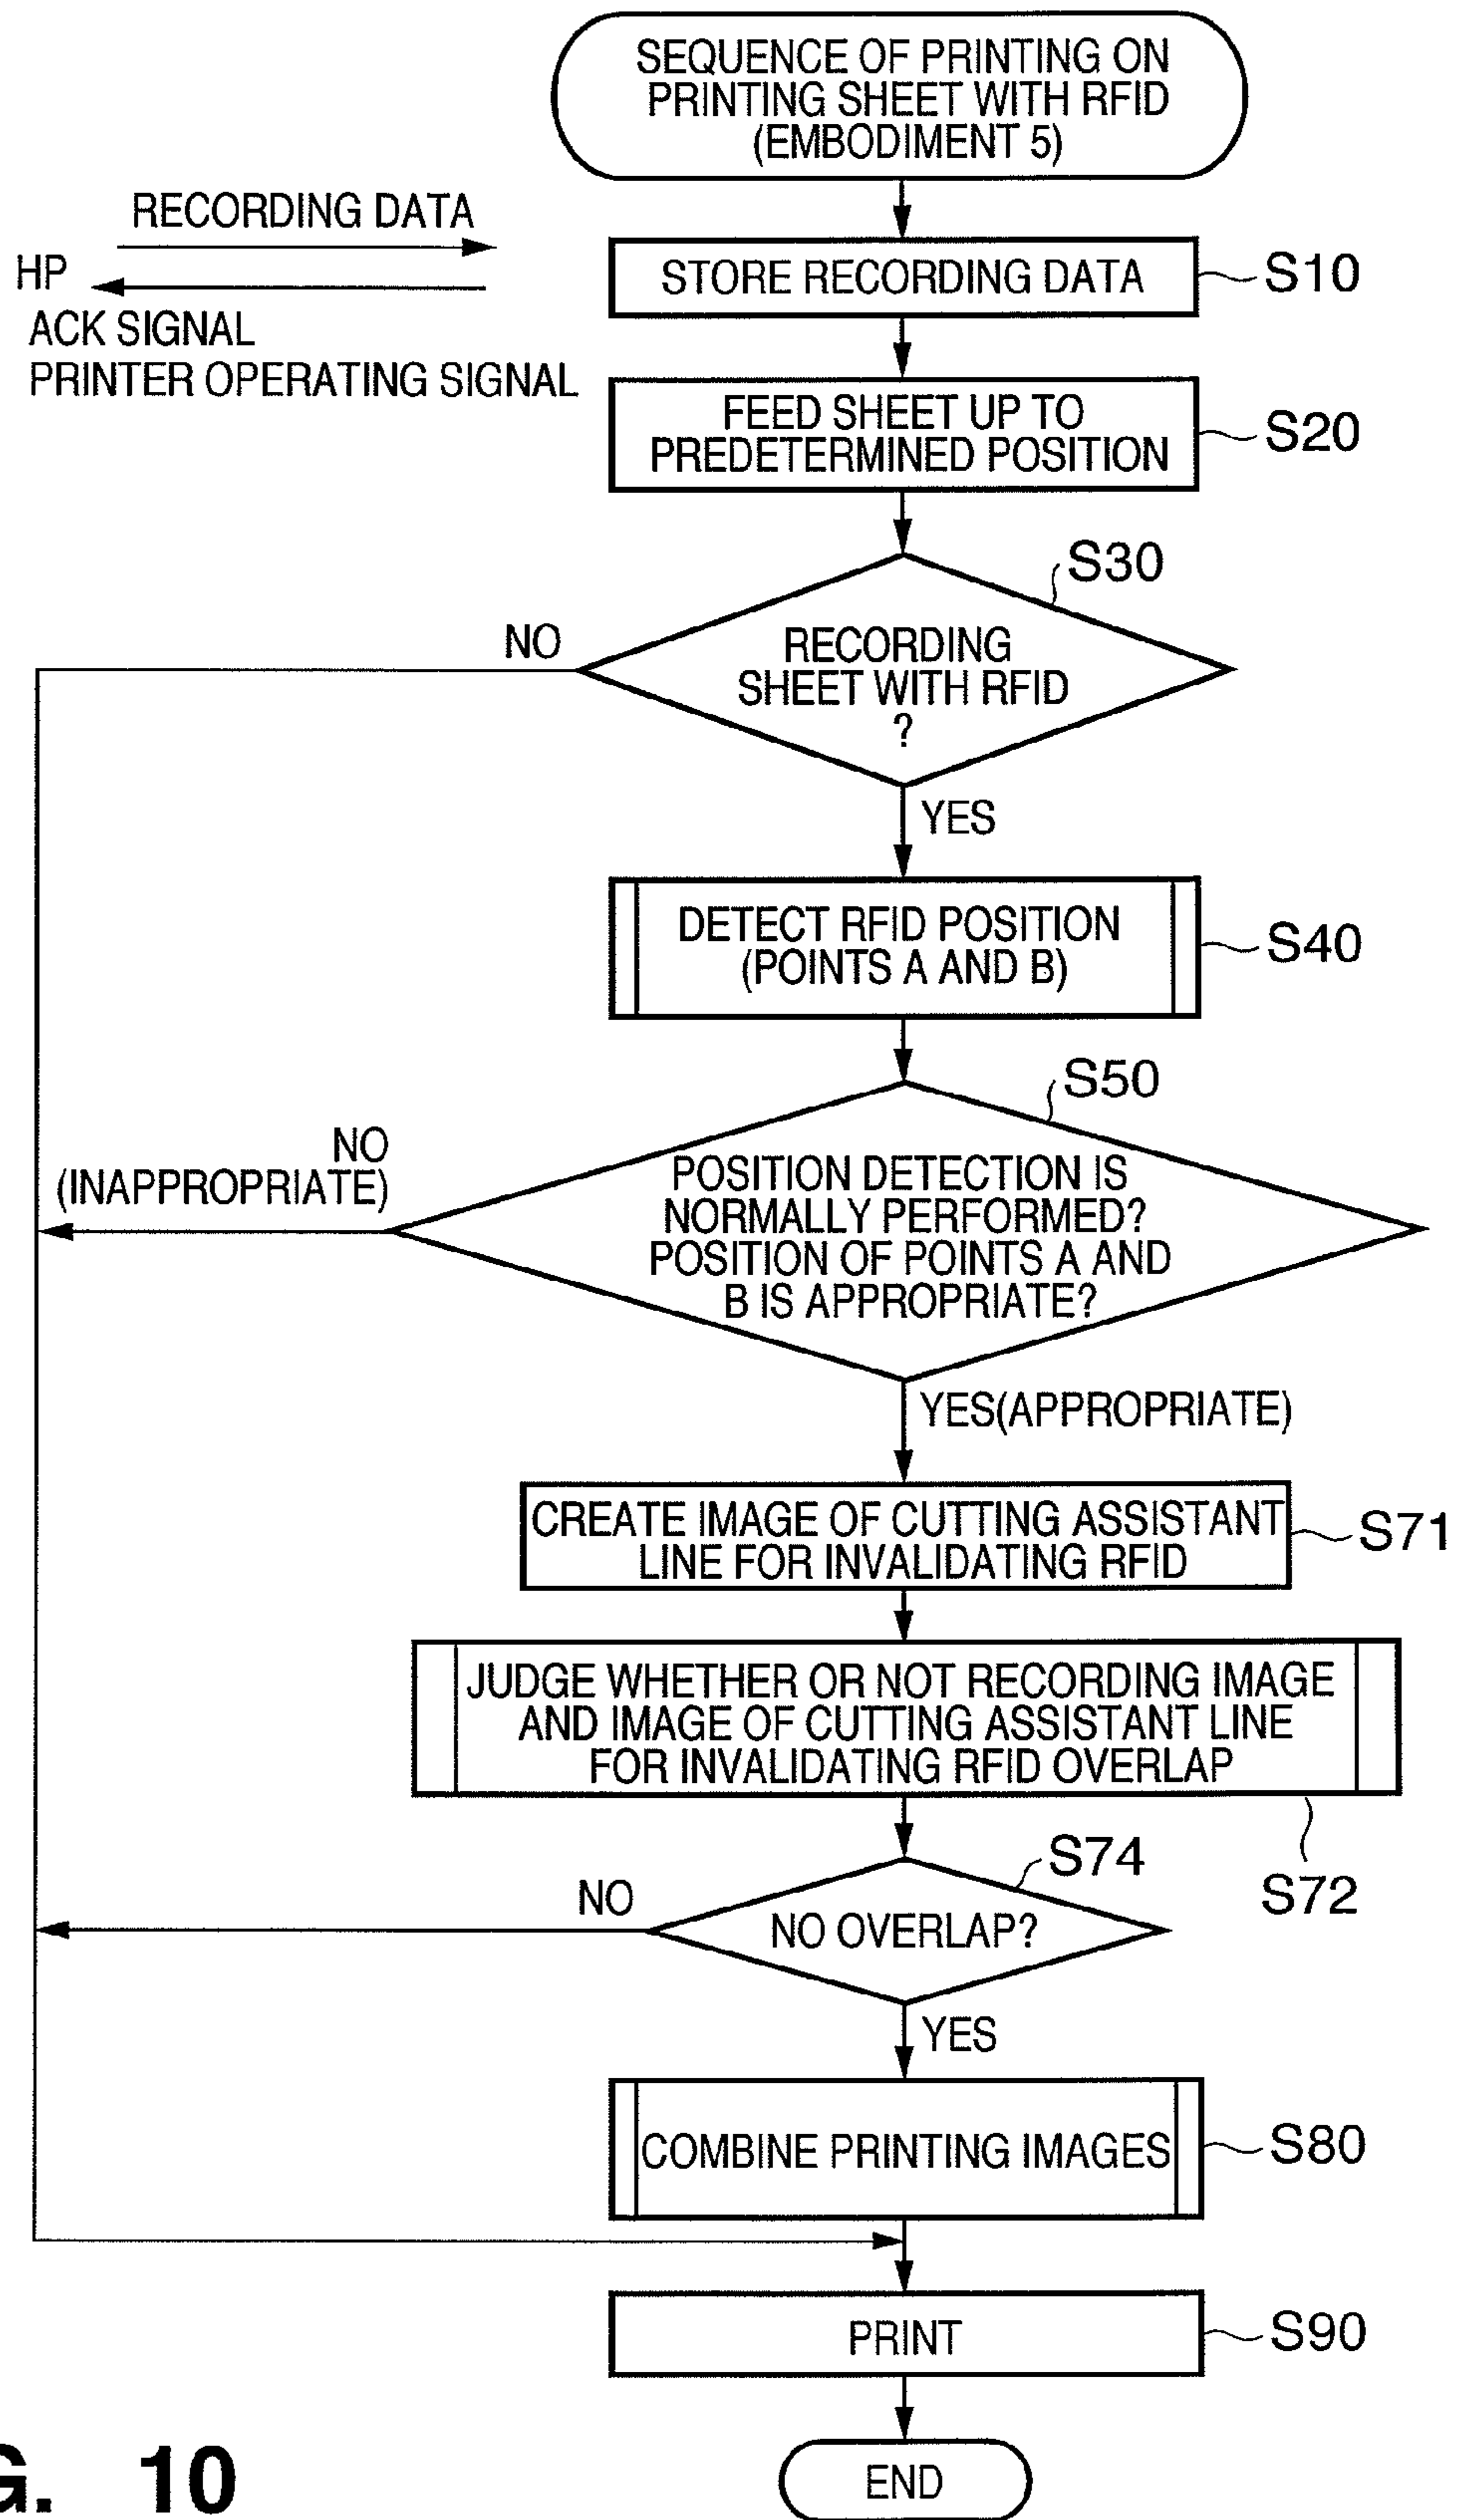 SEQUENCE OF PRINTING ON
PRINTING SHEET WITH RFID
(EMBODIMENT 5)
RECORDING DATA
HP
ACK SIGNAL
PRINTER OPERATING SIGNAL
STORE RECORDING DATA
S10
FEED SHEET UP TO
PREDETERMINED POSITION
S20
S30
NO
RECORDING
SHEET WITH RFID
?
YES
DETECT RFID POSITION
(POINTS A AND B)
S40
S50
NO
(INAPPROPRIATE)
POSITION DETECTION IS
NORMALLY PERFORMED?
POSITION OF POINTS A AND
B IS APPROPRIATE?
YES(APPROPRIATE)
CREATE IMAGE OF CUTTING ASSISTANT
LINE FOR INVALIDATING RFID
S71
JUDGE WHETHER OR NOT RECORDING IMAGE
AND IMAGE OF CUTTING ASSISTANT LINE
FOR INVALIDATING RFID OVERLAP
S72
S74
NO
NO OVERLAP?
YES
COMBINE PRINTING IMAGES
S80
PRINT
S90
END
G. 10